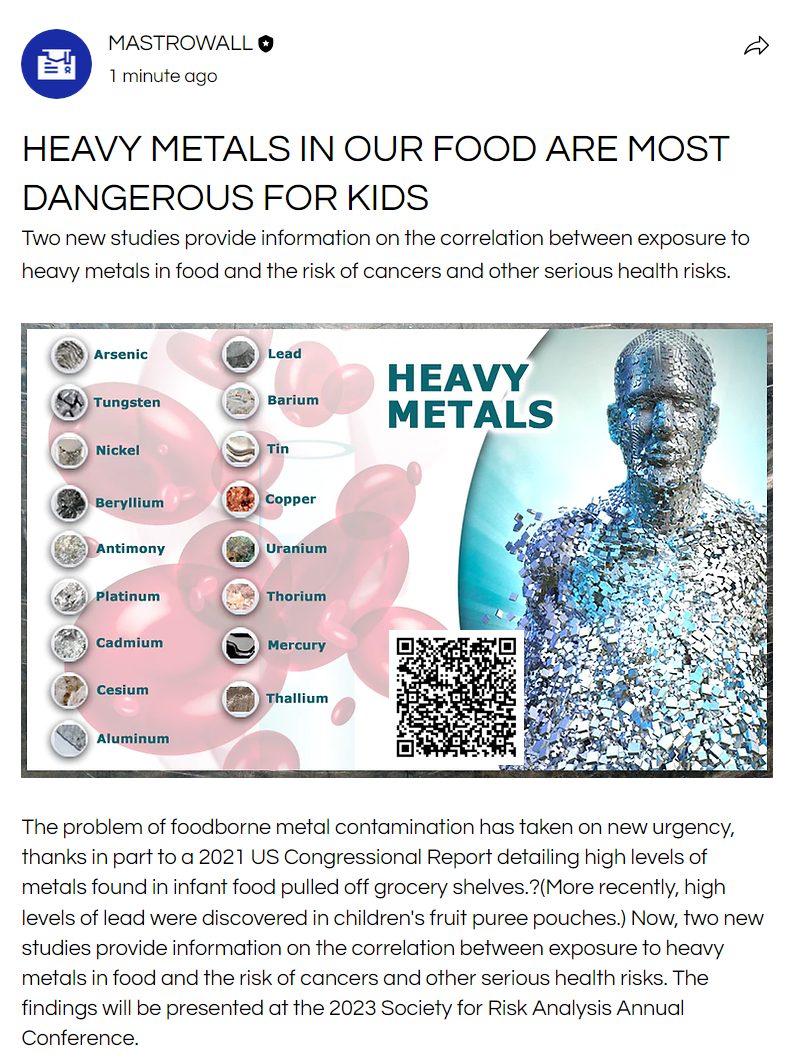 MASTROWALL
1 minute ago
HEAVY METALS IN OUR FOOD ARE MOST
DANGEROUS FOR KIDS
Two new studies provide information on the correlation between exposure to
heavy metals in food and the risk of cancers and other serious health risks.
HEAVY
METALS
Arsenic
Tungsten
Nickel
Beryllium
Antimony
Platinum
Cadmium
Cesium
Aluminum
Lead
Barium
Tin
Copper
Uranium
Thorium
Mercury
Thallium
The problem of foodborne metal contamination has taken on new urgency,
thanks in part to a 2021 US Congressional Report detailing high levels of
metals found in infant food pulled off grocery shelves.?(More recently, high
levels of lead were discovered in children's fruit puree pouches.) Now, two new
studies provide information on the correlation between exposure to heavy
metals in food and the risk of cancers and other serious health risks. The
findings will be presented at the 2023 Society for Risk Analysis Annual
Conference.